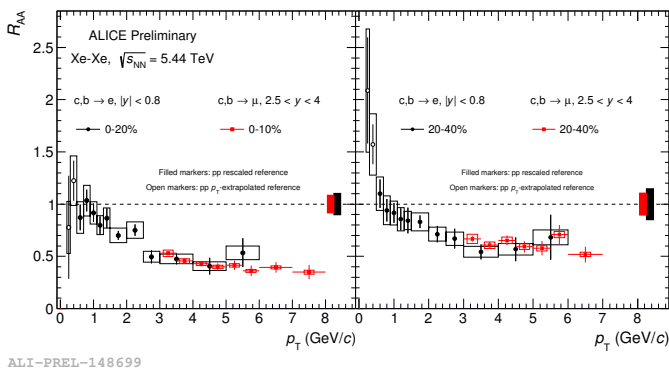 R_AA
ALICE Preliminary
Xe-Xe, √s_NN = 5.44 TeV
c,b → e, |y| < 0.8
c,b → μ, 2.5 < y < 4
0-20%
0-10%
Filled markers: pp rescaled reference
Open markers: pp p_T-extrapolated reference
c,b → e, |y| < 0.8
c,b → μ, 2.5 < y < 4
20-40%
20-40%
Filled markers: pp rescaled reference
Open markers: pp p_T-extrapolated reference
2.5
2
1.5
1
0.5
0
0 1 2 3 4 5 6 7 8
p_T (GeV/c)
1 2 3 4 5 6 7 8
p_T (GeV/c)
ALI-PREL-148699